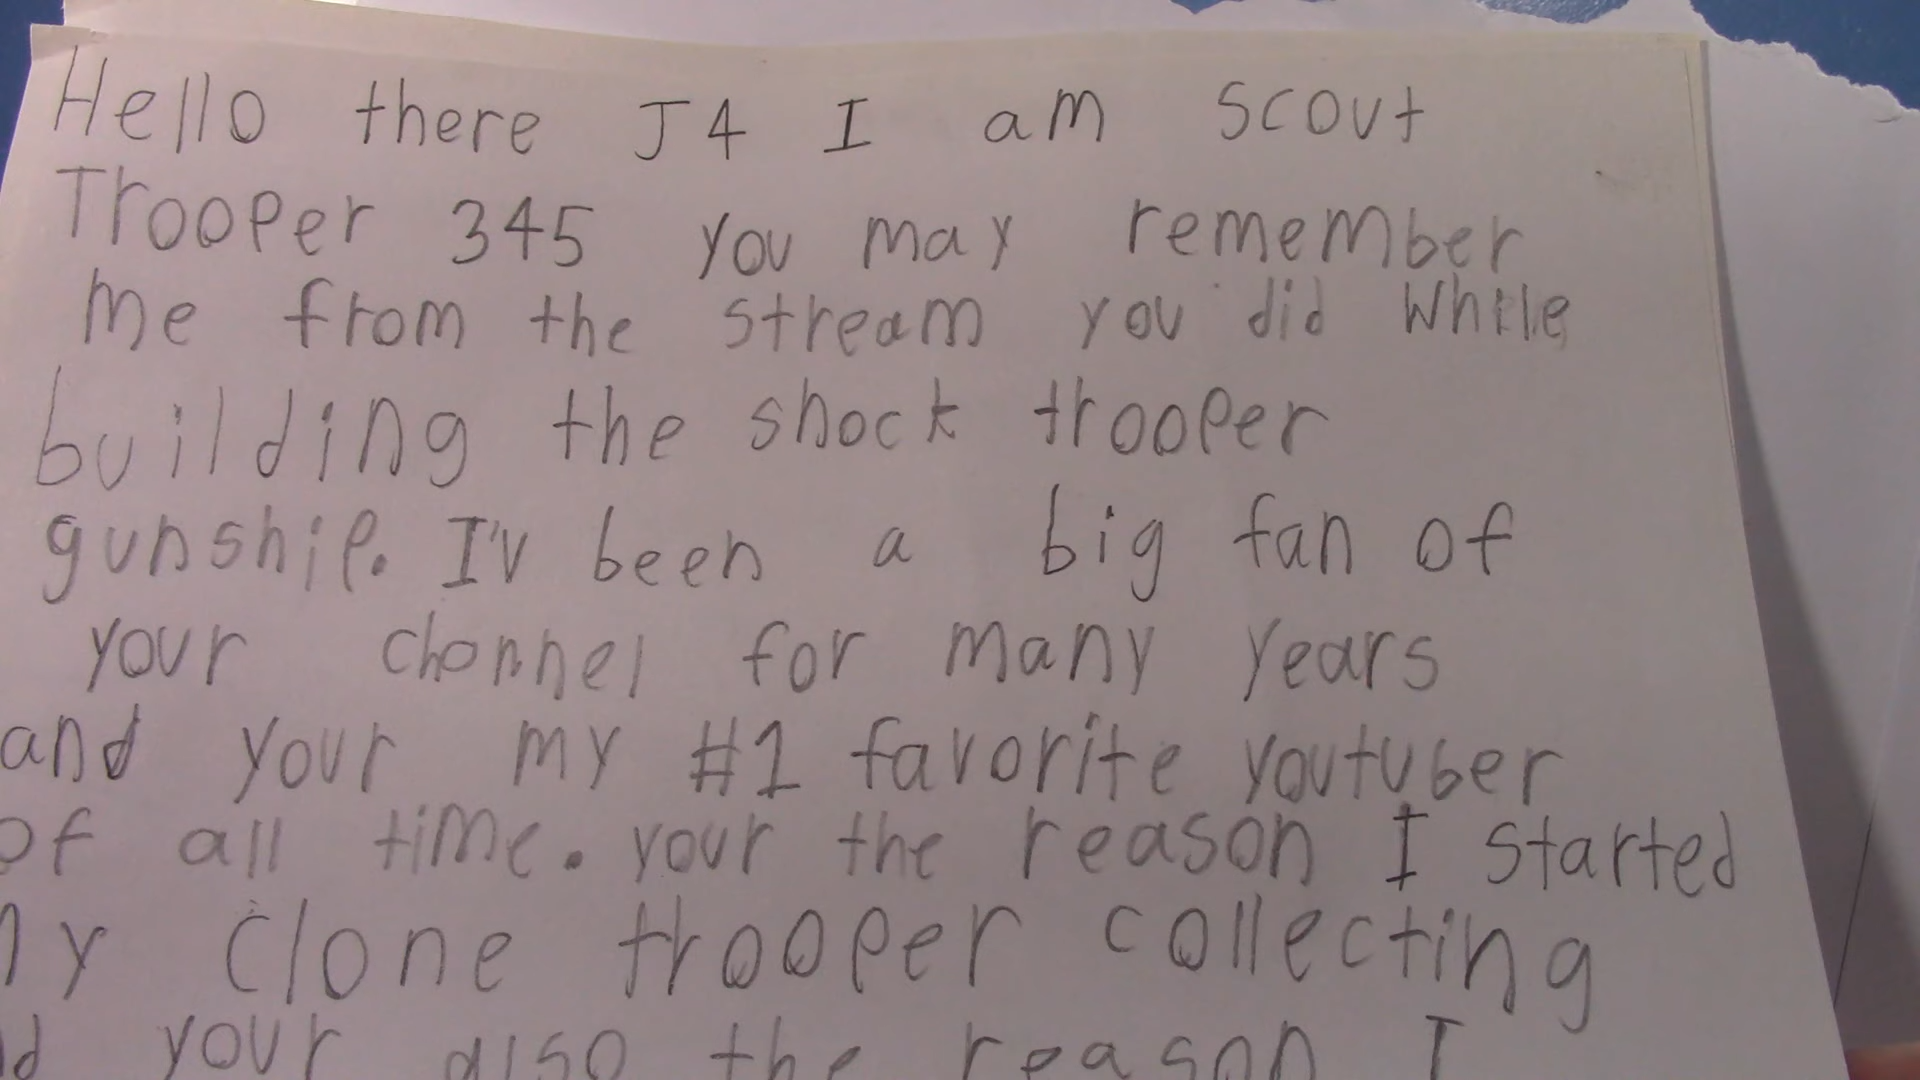 Hello there J4 I am scout
Trooper 345 you may remember
me from the stream you did while
building the shock trooper
gunship. I'v been a big fan of
your chonnel for many years
and your my #1 favorite youtuber
of all time. your the reason I started
my clone trooper collecting
your also the reason I